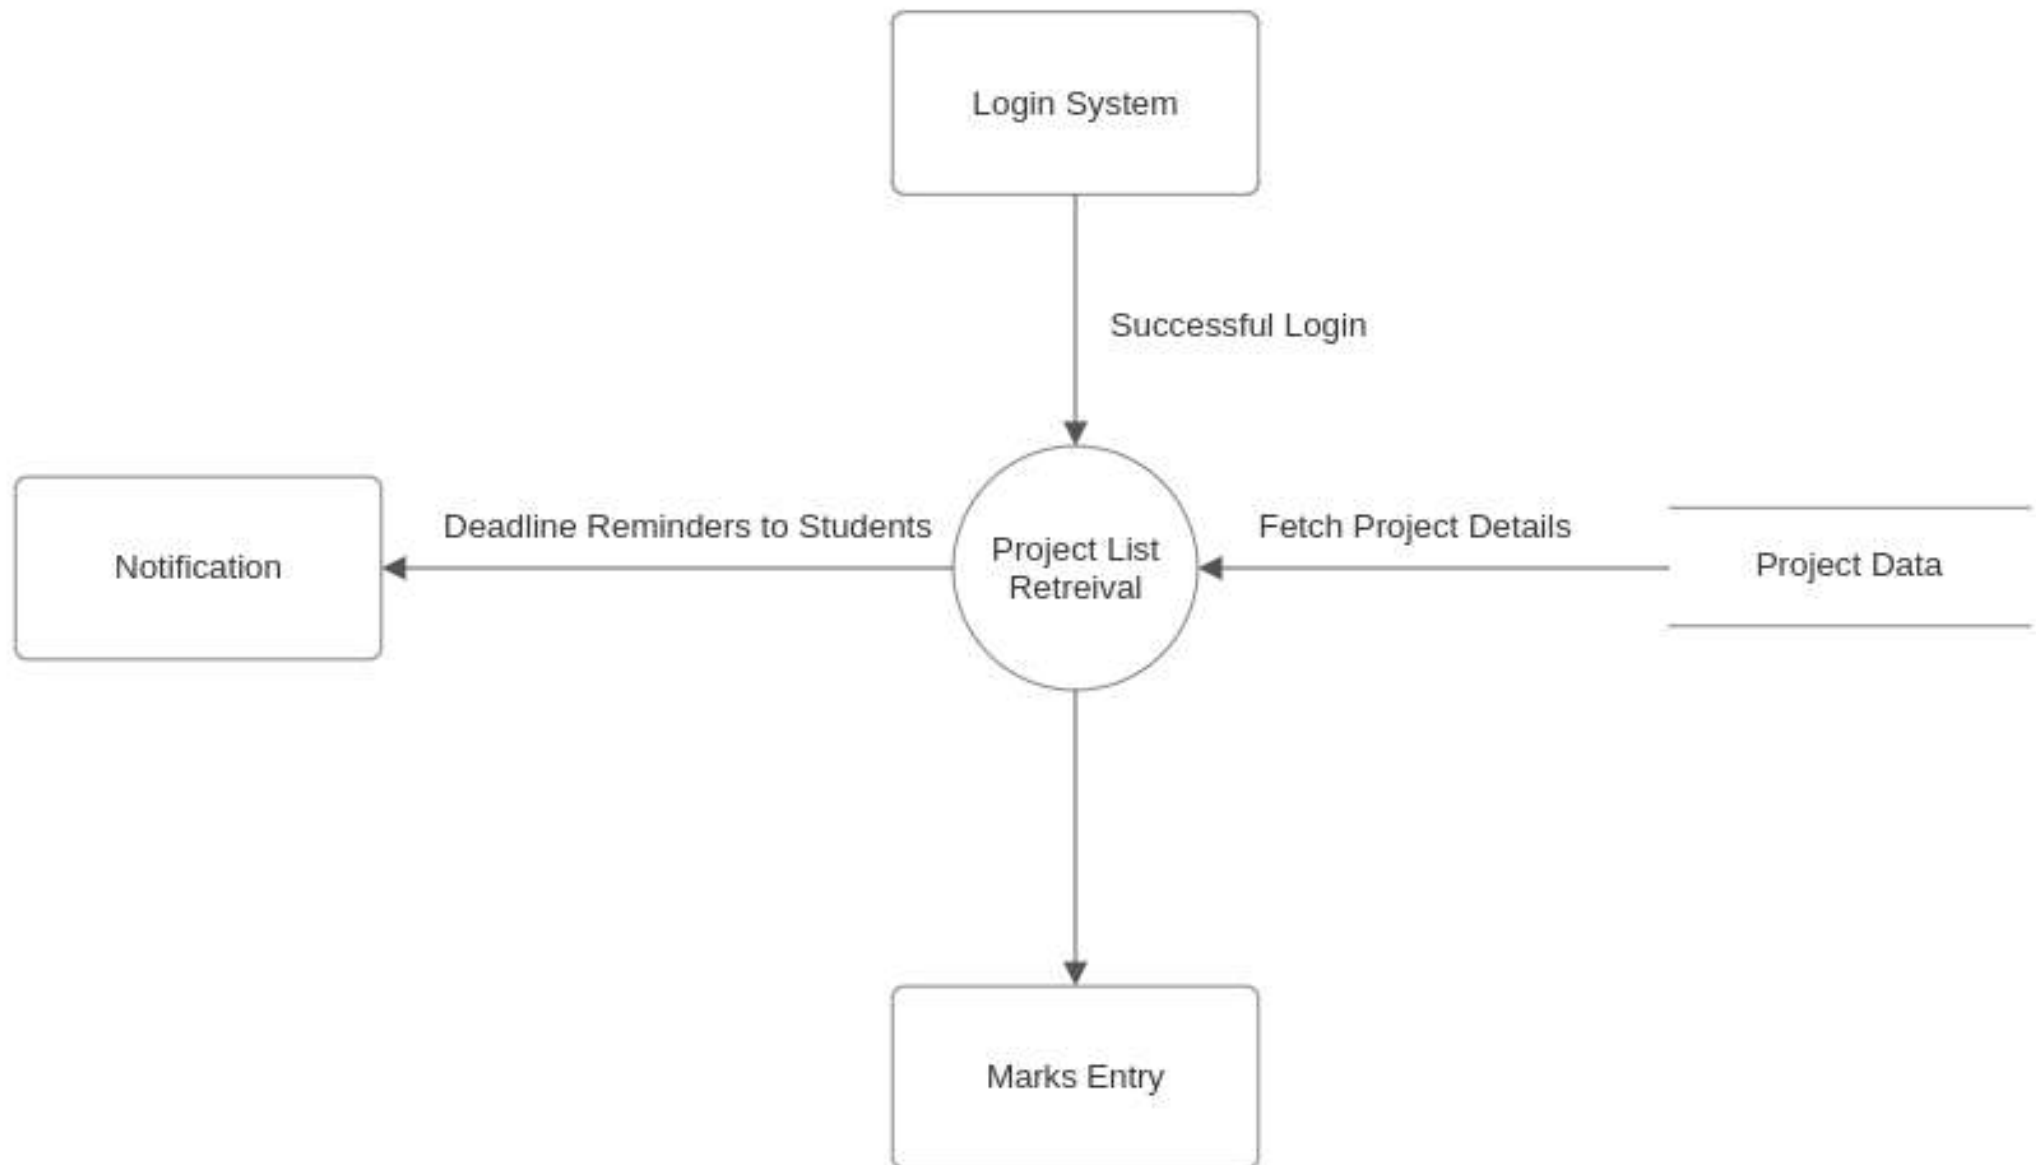 Login System
Successful Login
Deadline Reminders to Students
Fetch Project Details
Notification
Project List
Retreival
Project Data
Marks Entry